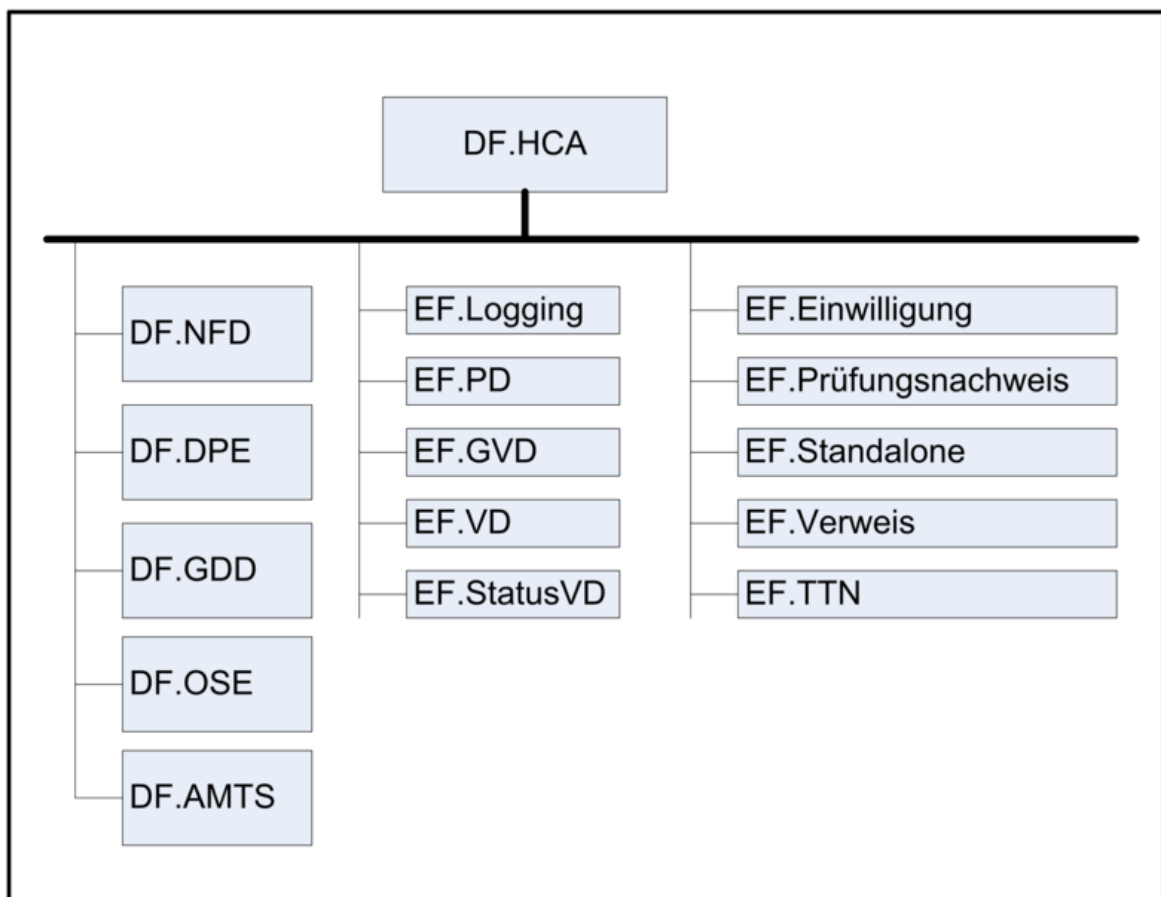 DF.HCA
DF.NFD
DF.DPE
DF.GDD
DF.OSE
DF.AMTS
EF.Logging
EF.PD
EF.GVD
EF.VD
EF.StatusVD
EF.Einwilligung
EF.Prüfungsnachweis
EF.Standalone
EF.Verweis
EF.TTN